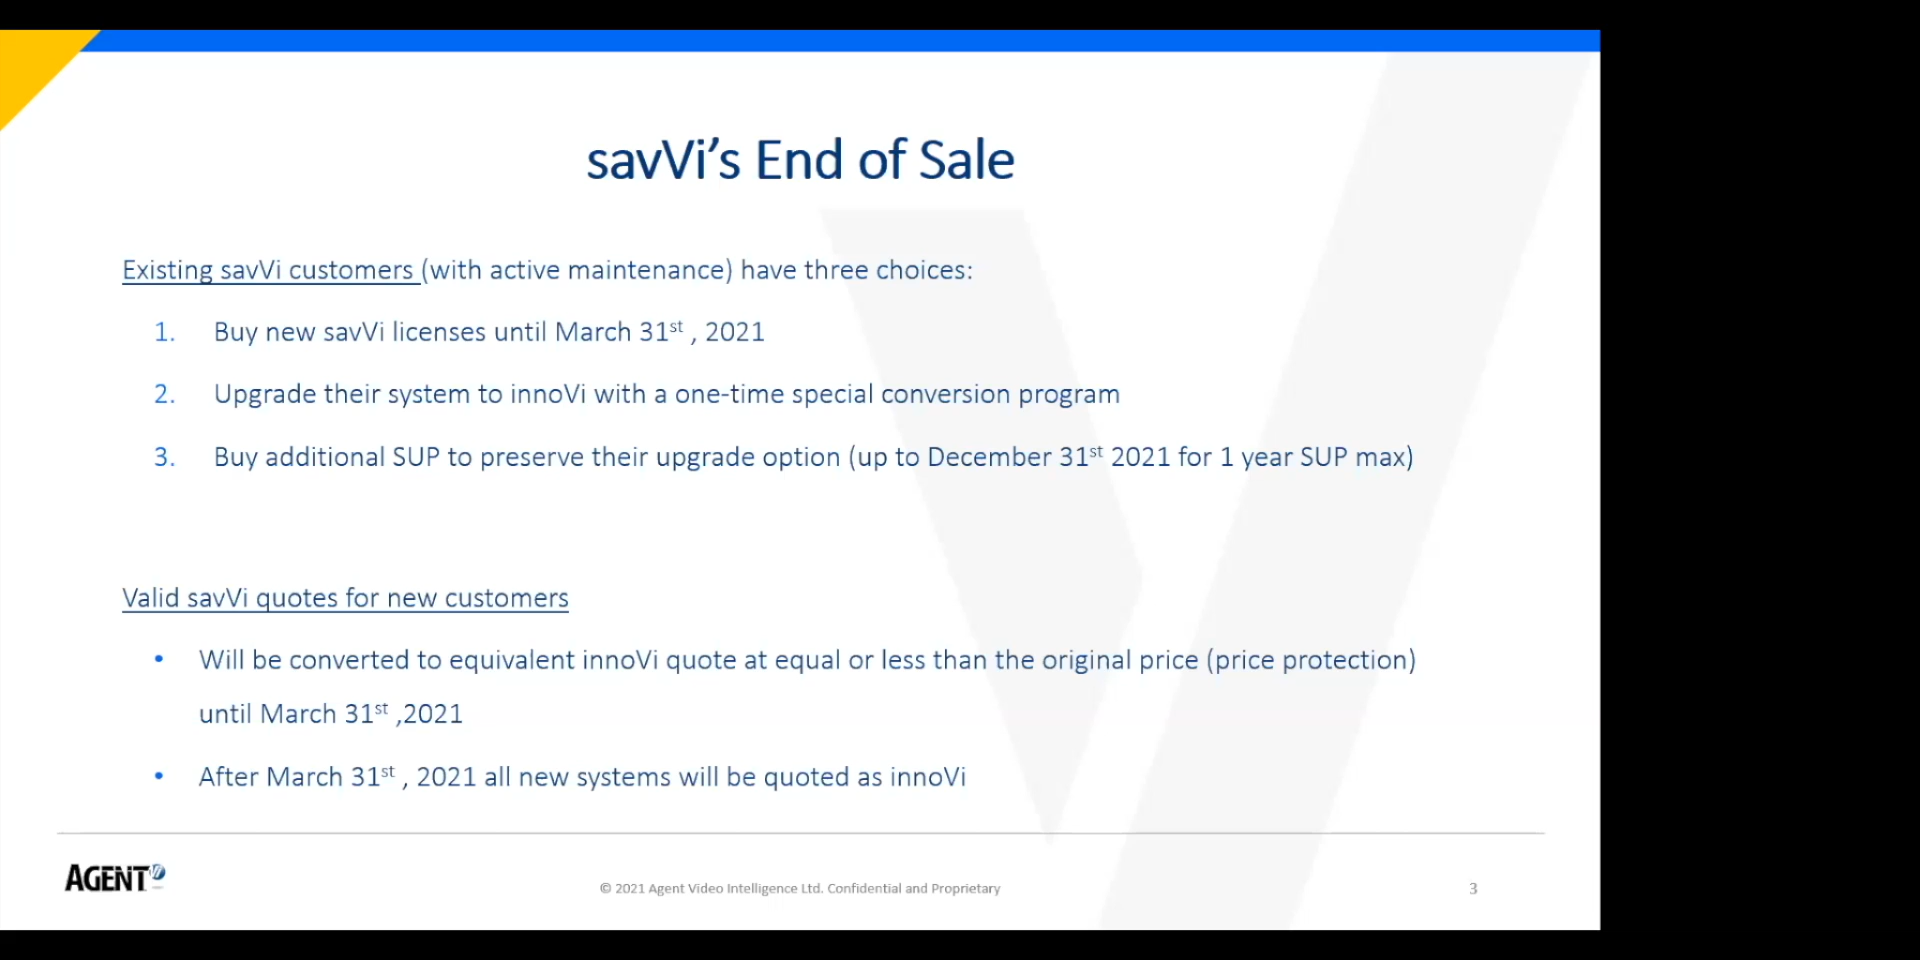 savVi’s End of Sale
Existing savVi customers (with active maintenance) have three choices:
1. Buy new savVi licenses until March 31st , 2021
2. Upgrade their system to innoVi with a one-time special conversion program
3. Buy additional SUP to preserve their upgrade option (up to December 31st 2021 for 1 year SUP max)
Valid savVi quotes for new customers
• Will be converted to equivalent innoVi quote at equal or less than the original price (price protection)
until March 31st ,2021
• After March 31st , 2021 all new systems will be quoted as innoVi
AGENT
© 2021 Agent Video Intelligence Ltd. Confidential and Proprietary
3